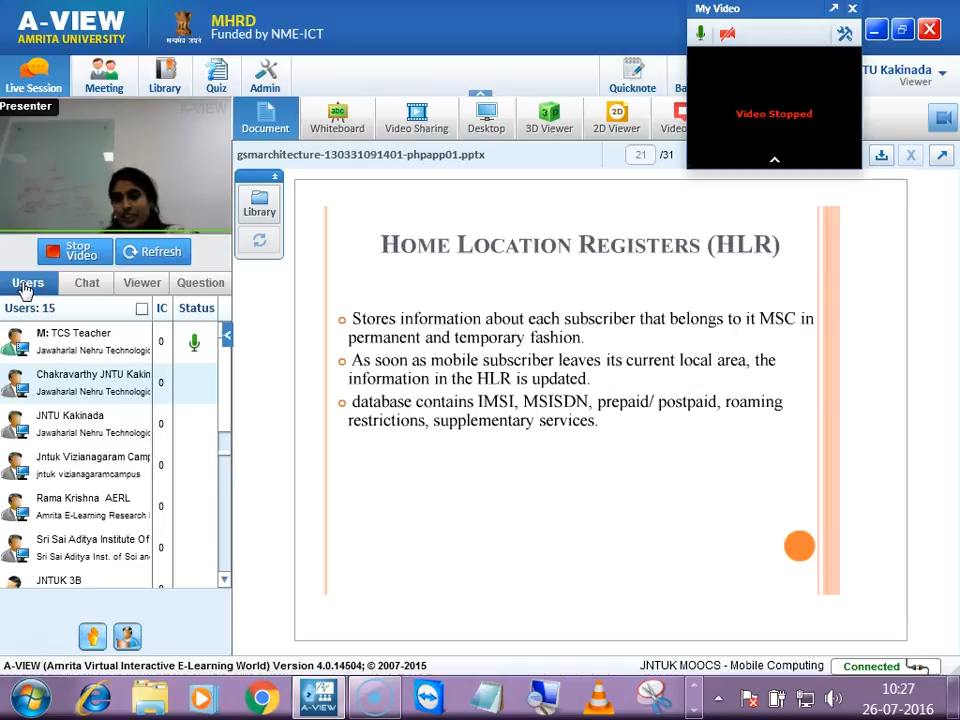 A-VIEW
AMRITA UNIVERSITY
MHRD
Funded by NME-ICT
My Video
Live Session
Meeting
Library
Quiz
Admin
Quicknote
TU Kakinada
Viewer
Presenter
A-VIEW
Document
Whiteboard
Video Sharing
Desktop
3D
3D Viewer
2D
2D Viewer
Video
Video Stopped
gsmarchitecture-130331091401-phpapp01.pptx
21 /31
X
Library
Stop Video
Refresh
Users
Chat
Viewer
Question
Users: 15
IC
Status
M: TCS Teacher
Jawaharlal Nehru Technologic
0
Chakravarthy JNTU Kakin
Jawaharlal Nehru Technologic
0
JNTU Kakinada
Jawaharlal Nehru Technologic
0
Jntuk Vizianagaram Camp
jntuk vizianagaramcampus
0
Rama Krishna AERL
Amrita E-Learning Research
0
Sri Sai Aditya Institute Of
Sri Sai Aditya Inst. of Sci an
0
JNTUK 3B
HOME LOCATION REGISTERS (HLR)
Stores information about each subscriber that belongs to it MSC in
permanent and temporary fashion.
As soon as mobile subscriber leaves its current local area, the
information in the HLR is updated.
database contains IMSI, MSISDN, prepaid/ postpaid, roaming
restrictions, supplementary services.
A-VIEW (Amrita Virtual Interactive E-Learning World) Version 4.0.14504; © 2007-2015
JNTUK MOOCS - Mobile Computing
Connected
A-VIEW
10:27
26-07-2016